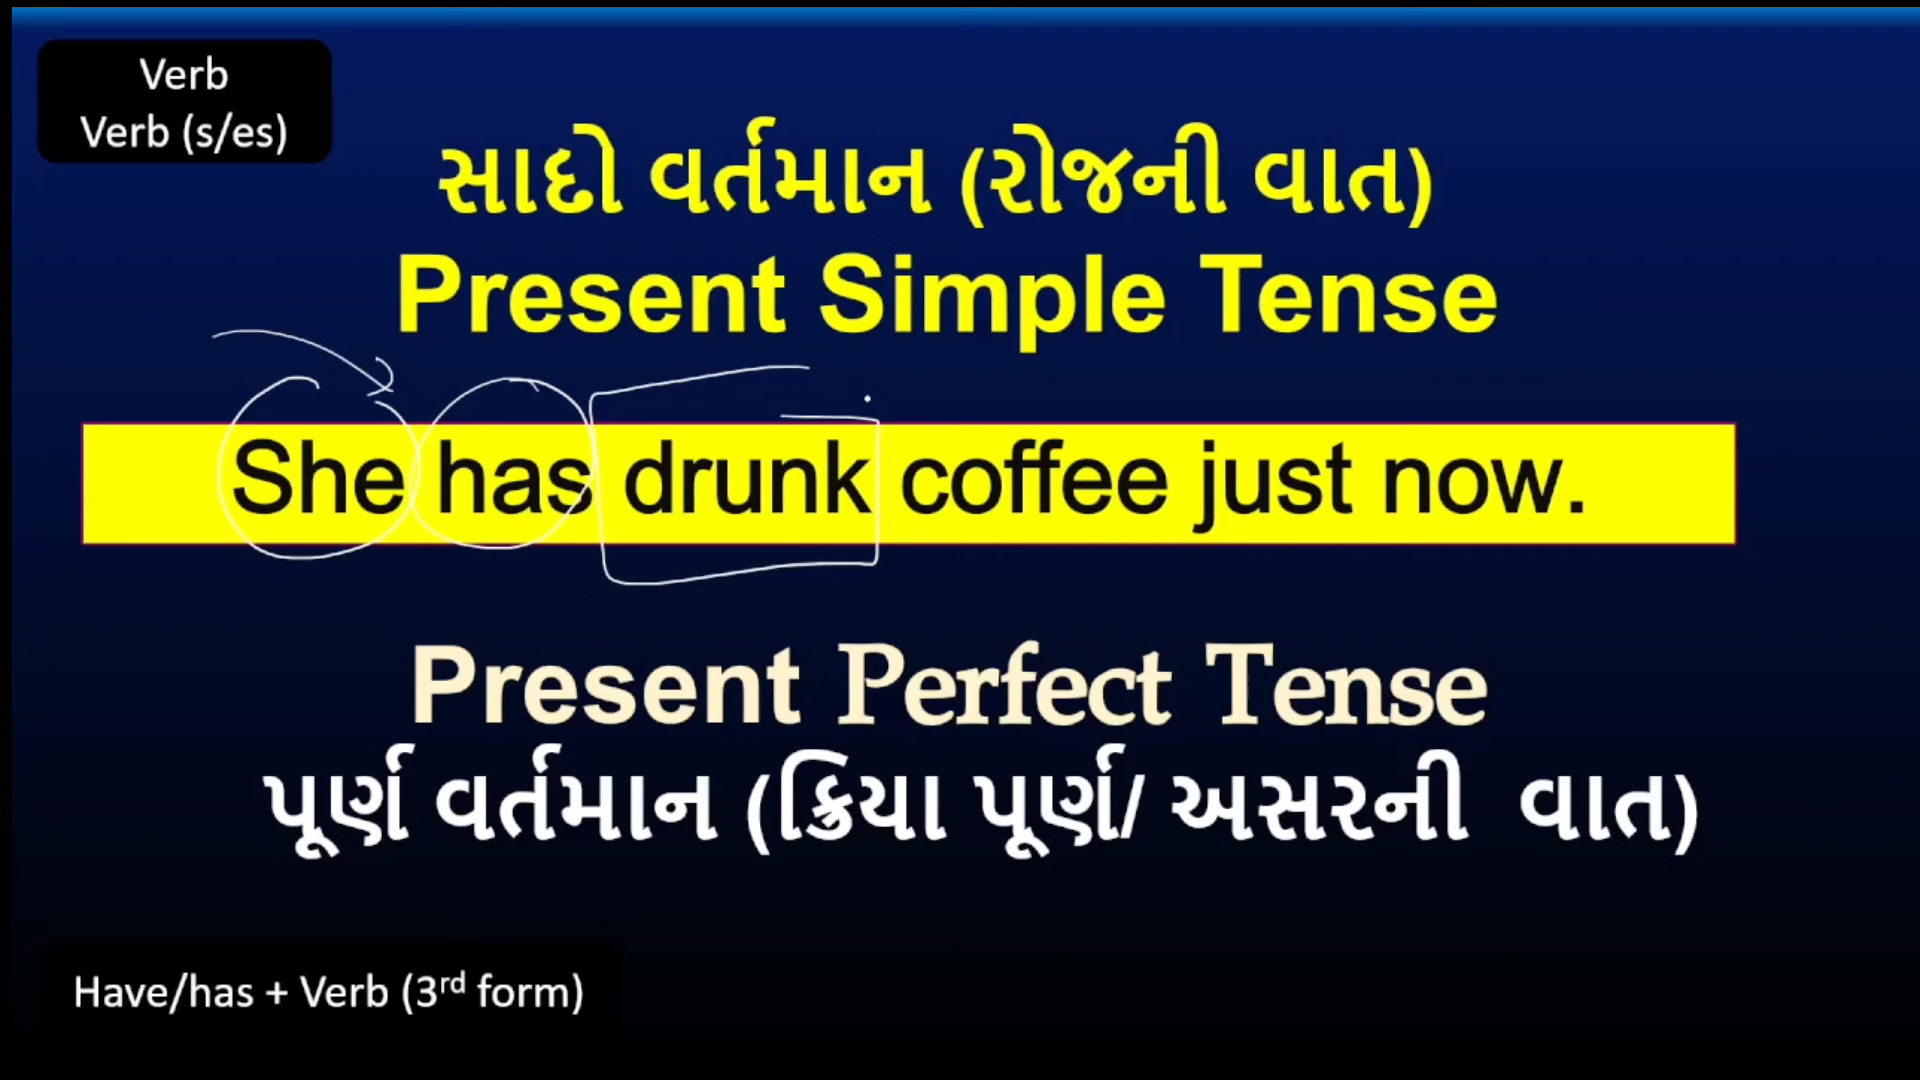 Verb
Verb (s/es)
સાદો વર્તમાન (રોજની વાત)
Present Simple Tense
She has drunk coffee just now.
Present Perfect Tense
પૂર્ણ વર્તમાન (ક્રિયા પૂર્ણ/ અસરની વાત)
Have/has + Verb (3rd form)